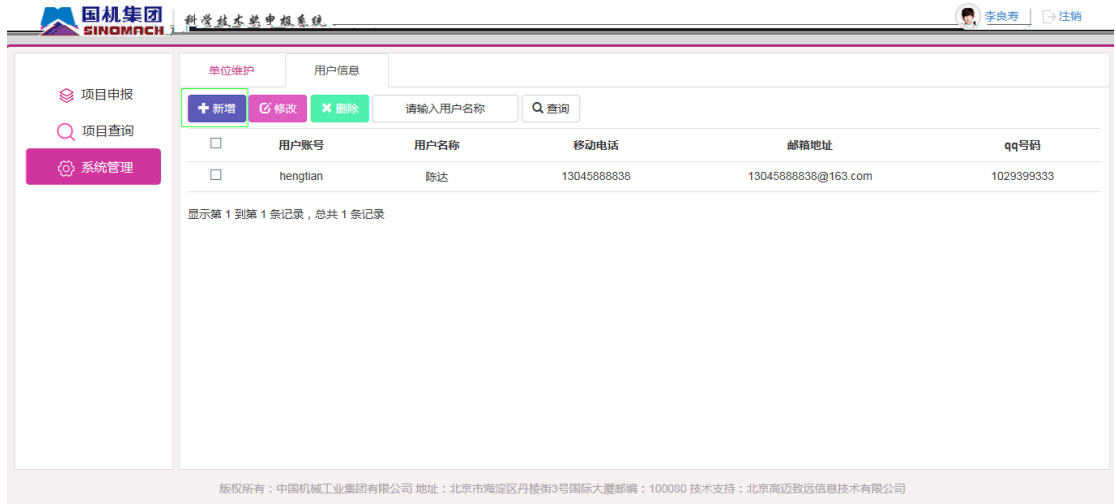 国机集团
SINOMACH
科学技术奖申报系统
李良寿 注销
项目申报
项目查询
系统管理
单位维护 用户信息
新增 修改 删除 请输入用户名称 查询
用户账号 用户名称 移动电话 邮箱地址 qq号码
hengtian 陈达 13045888838 13045888838@163.com 1029399333
显示第 1 到第 1 条记录，总共 1 条记录
版权所有：中国机械工业集团有限公司 地址：北京市海淀区丹棱街3号国际大厦邮编：100080 技术支持：北京高迈致远信息技术有限公司